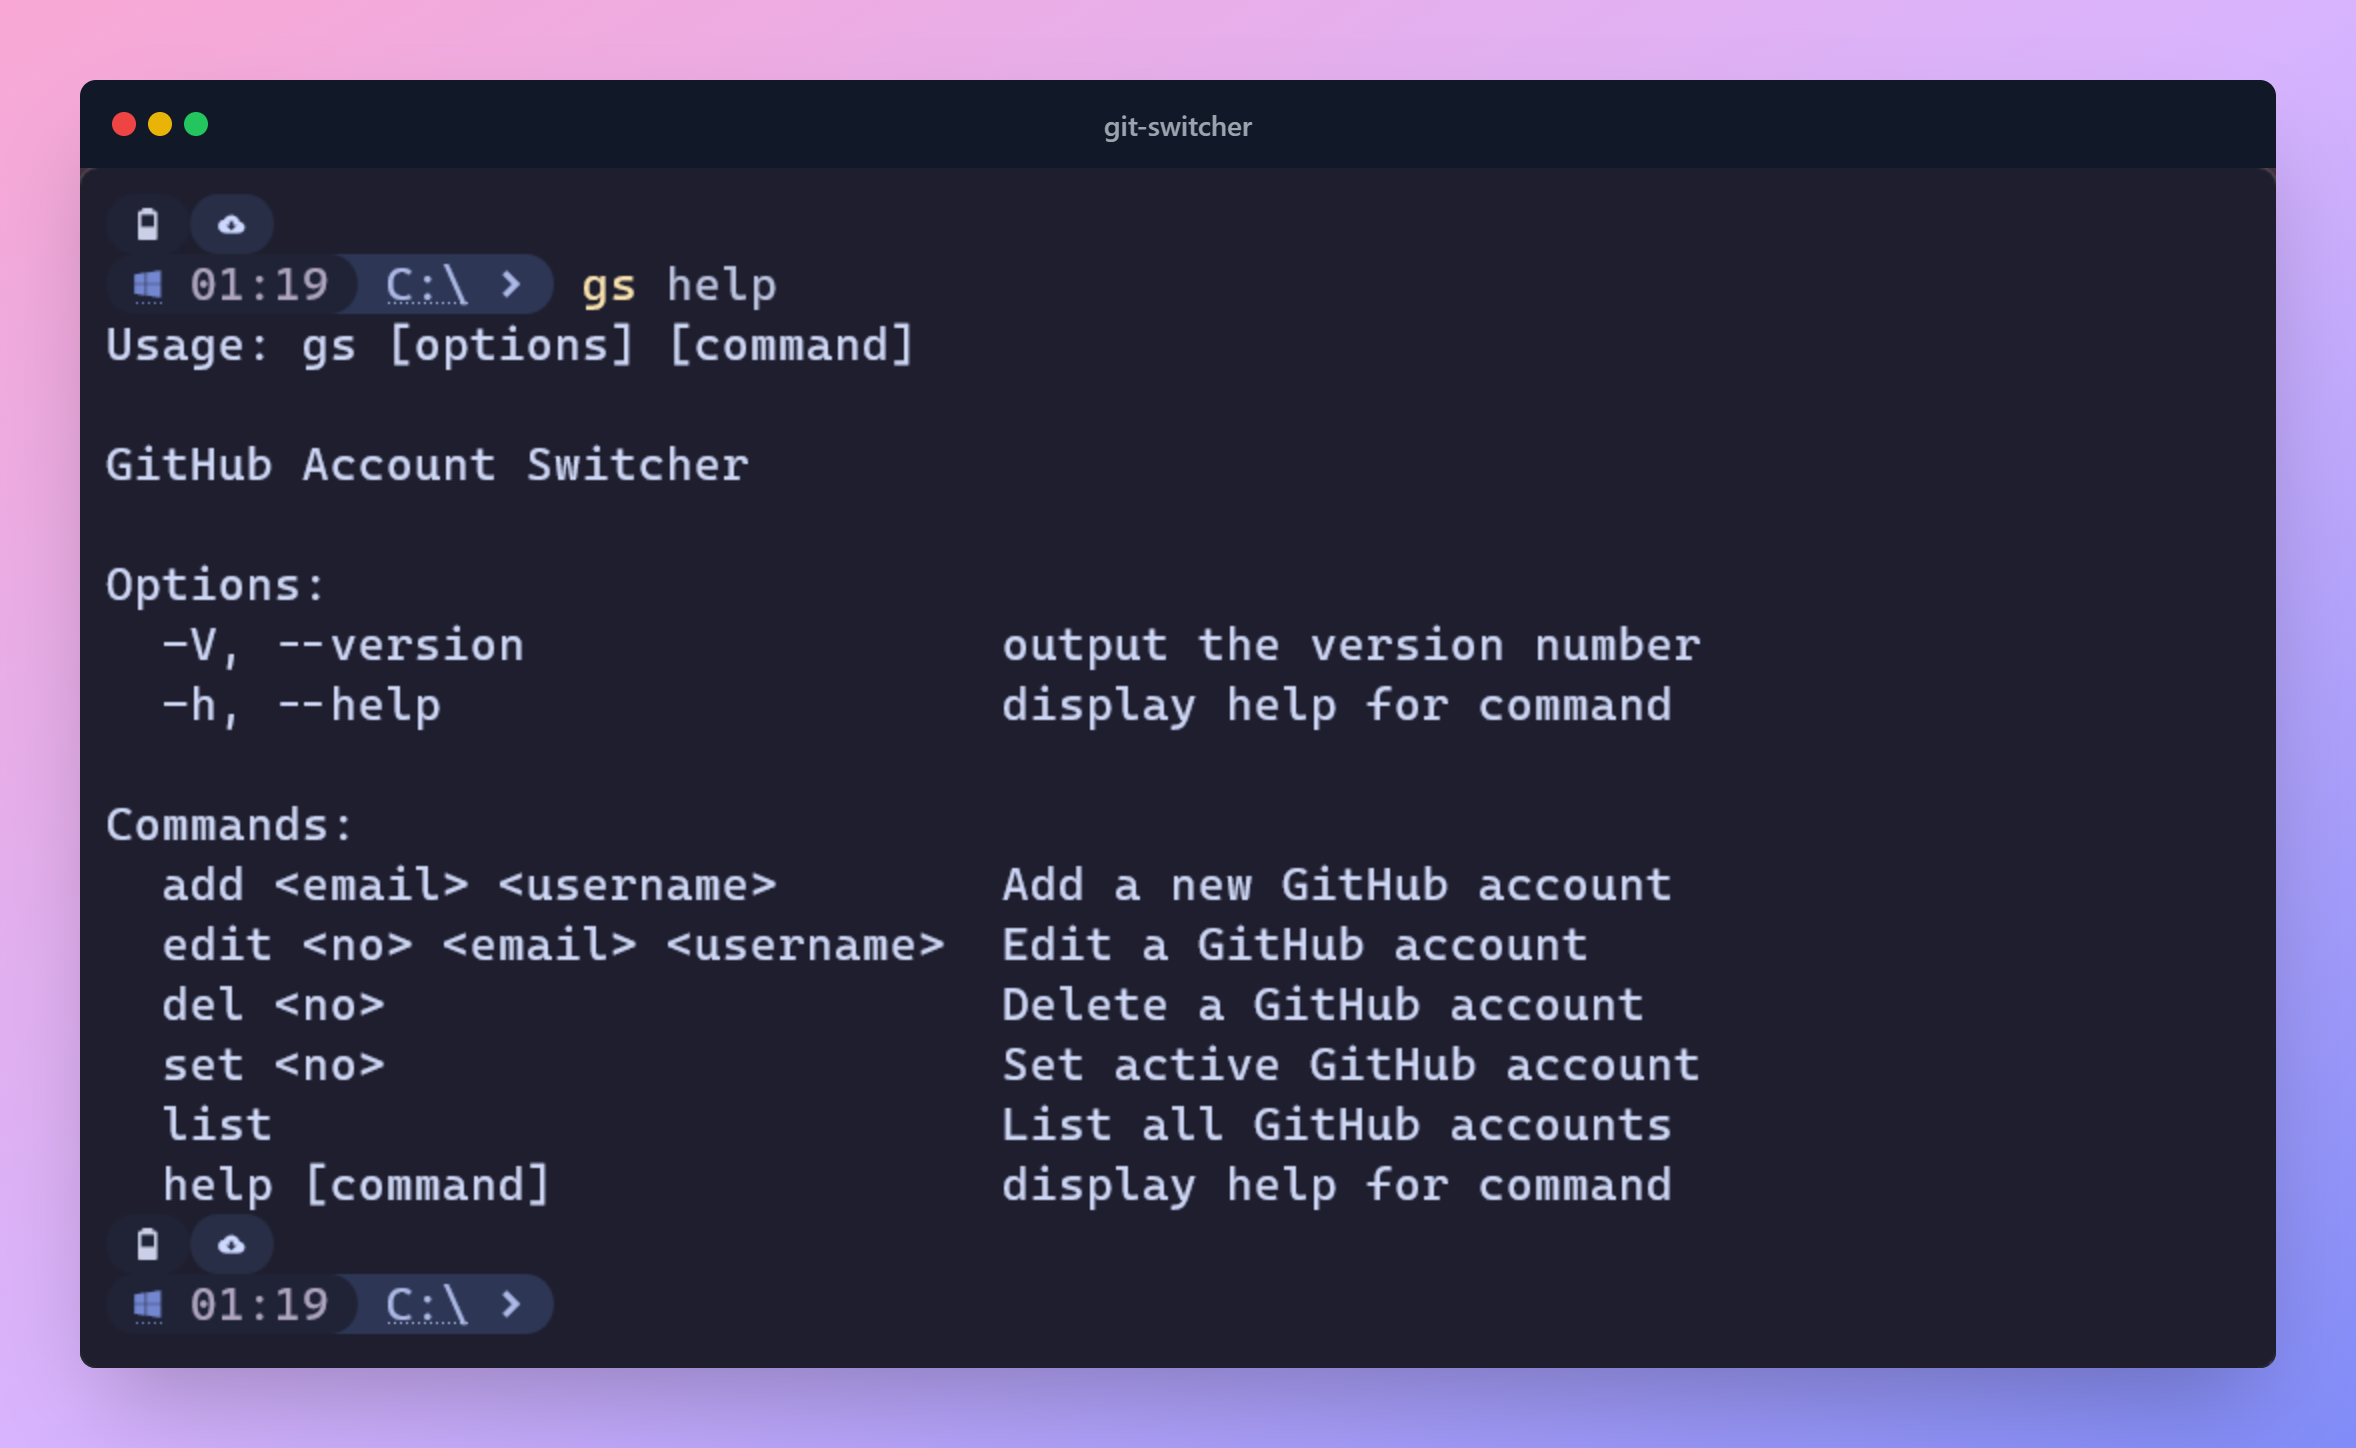 git-switcher
01:19 C:\ > gs help
Usage: gs [options] [command]
GitHub Account Switcher
Options:
-V, --version output the version number
-h, --help display help for command
Commands:
add <email> <username> Add a new GitHub account
edit <no> <email> <username> Edit a GitHub account
del <no> Delete a GitHub account
set <no> Set active GitHub account
list List all GitHub accounts
help [command] display help for command
01:19 C:\ >